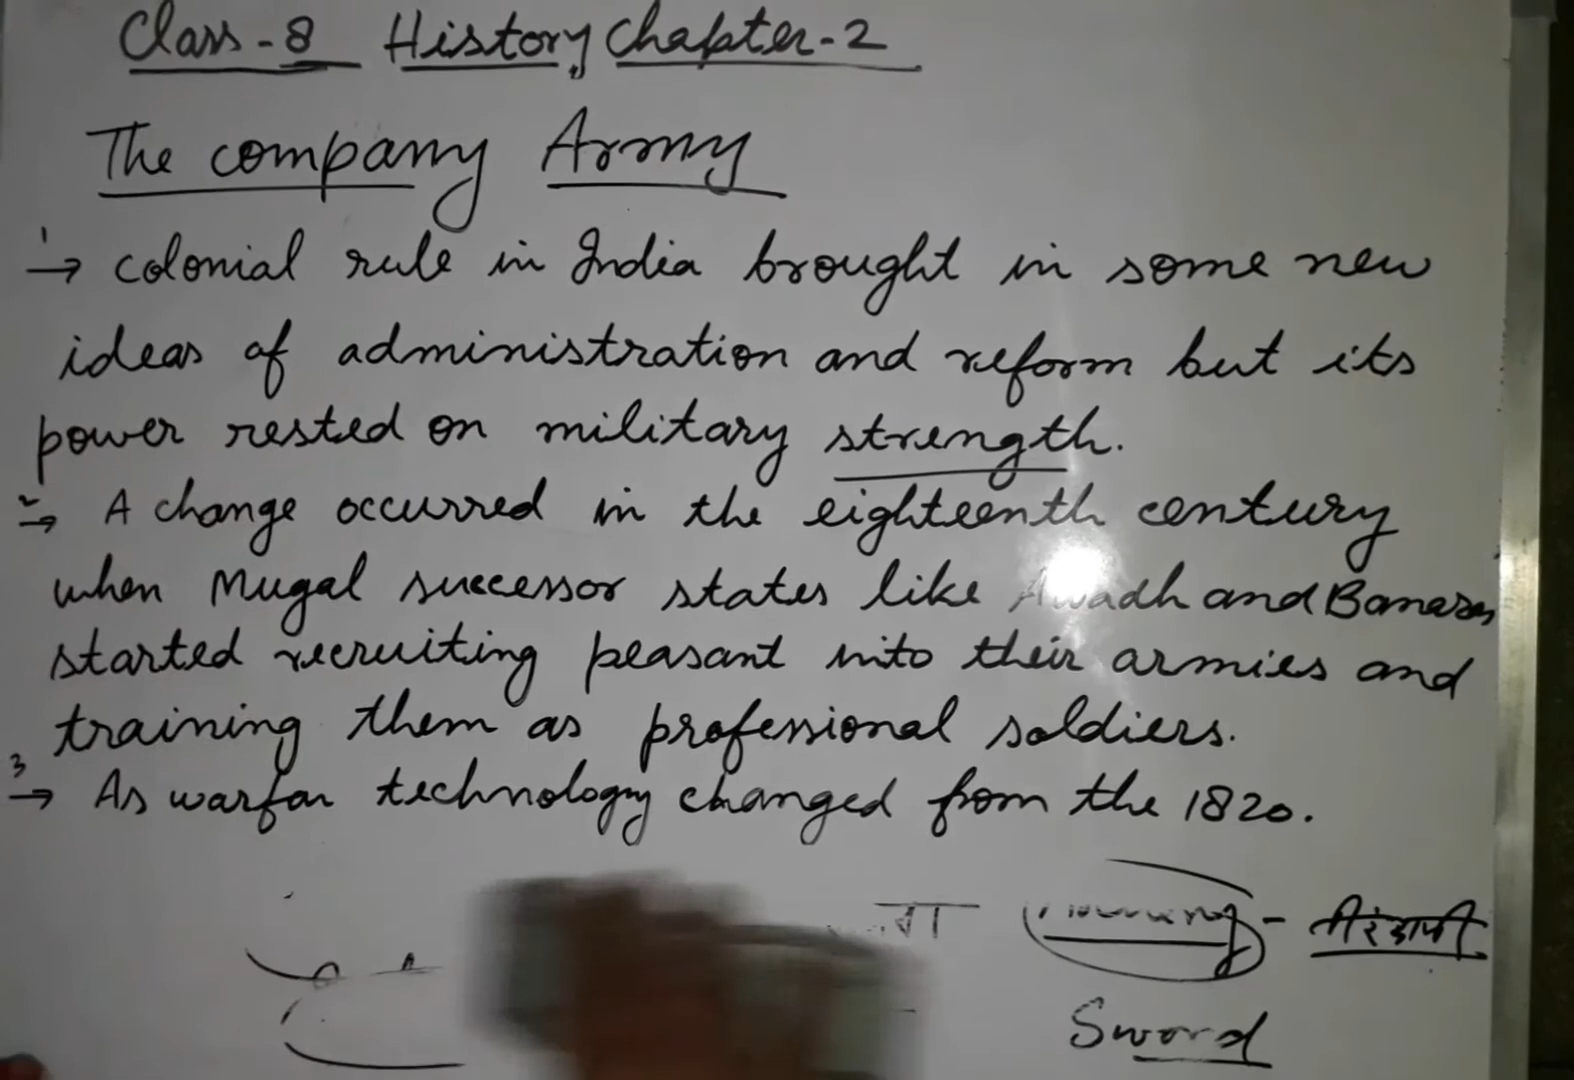 Class-8 History Chapter-2
The company Army
1 → colonial rule in India brought in some new
ideas of administration and reform but its
power rested on military strength.
2 → A change occurred in the eighteenth century
when Mugal successor states like Awadh and Banaras
started recruiting peasant into their armies and
training them as professional soldiers.
3 → As warfar technology changed from the 1820.
Sword